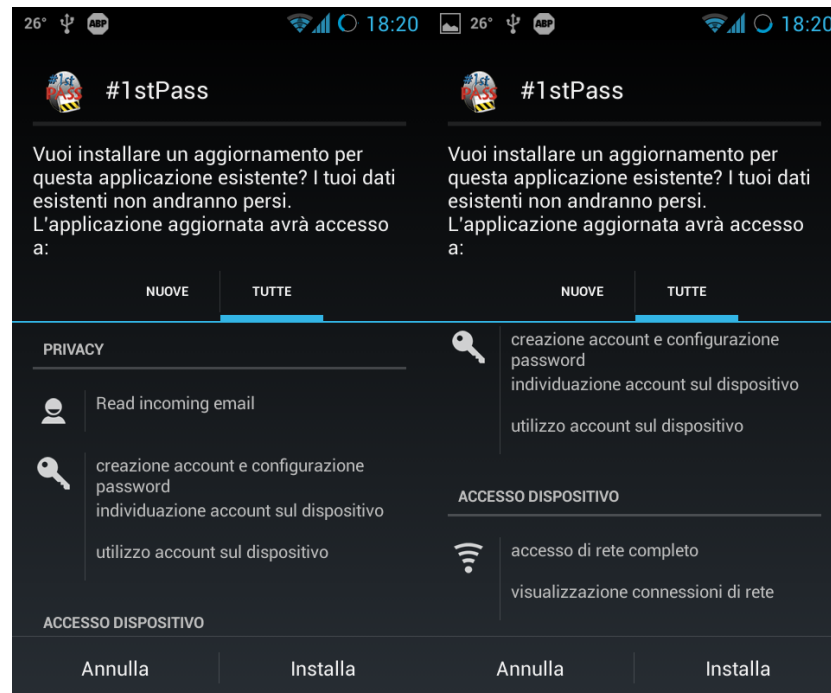 26° ABP 18:20
#1st PASS #1stPass
Vuoi installare un aggiornamento per
questa applicazione esistente? I tuoi dati
esistenti non andranno persi.
L'applicazione aggiornata avrà accesso
a:
NUOVE TUTTE
PRIVACY
Read incoming email
creazione account e configurazione
password
individuazione account sul dispositivo
utilizzo account sul dispositivo
ACCESSO DISPOSITIVO
Annulla Installa
26° ABP 18:20
#1st PASS #1stPass
Vuoi installare un aggiornamento per
questa applicazione esistente? I tuoi dati
esistenti non andranno persi.
L'applicazione aggiornata avrà accesso
a:
NUOVE TUTTE
creazione account e configurazione
password
individuazione account sul dispositivo
utilizzo account sul dispositivo
ACCESSO DISPOSITIVO
accesso di rete completo
visualizzazione connessioni di rete
Annulla Installa